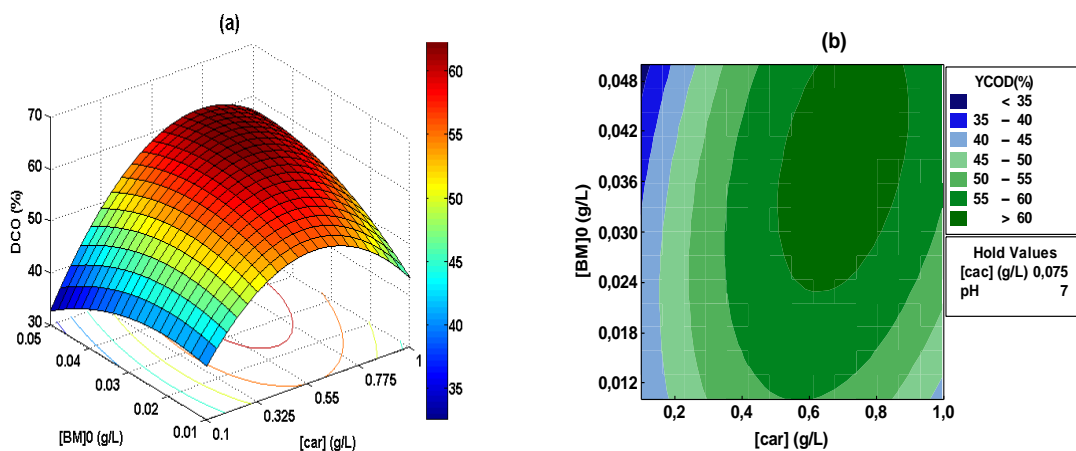 (a)
70
60
50
40
30
DCO (%)
0.05
0.04
0.03
0.02
0.01
[BM]0 (g/L)
0.1
0.325
0.55
0.775
1
[car] (g/L)
60
55
50
45
40
35
(b)
0,048
0,042
0,036
0,030
0,024
0,018
0,012
[BM]0 (g/L)
0,2 0,4 0,6 0,8 1,0
[car] (g/L)
YCOD(%)
< 35
35 – 40
40 – 45
45 – 50
50 – 55
55 – 60
> 60
Hold Values
[cac] (g/L) 0,075
pH 7